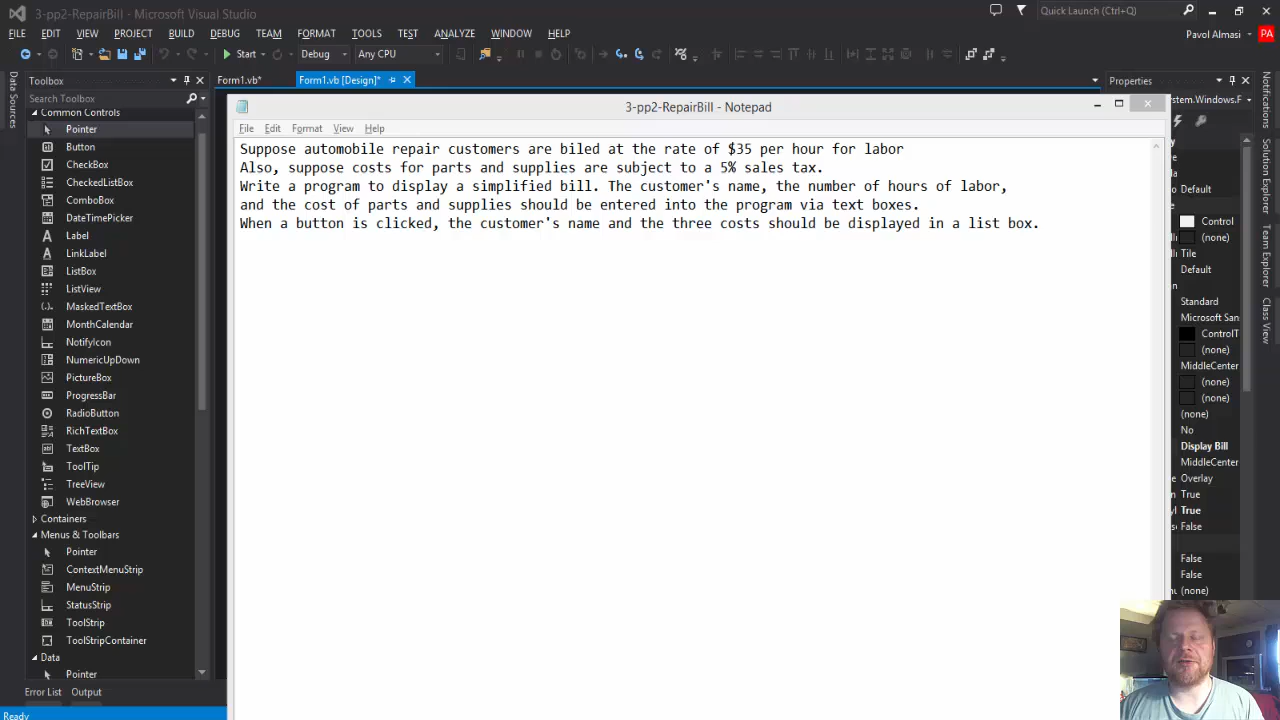 3-pp2-RepairBill - Microsoft Visual Studio
Quick Launch (Ctrl+Q)
FILE EDIT VIEW PROJECT BUILD DEBUG TEAM FORMAT TOOLS TEST ANALYZE WINDOW HELP
Pavol Almasi PA
Start Debug Any CPU
Data Sources
Toolbox
Form1.vb* Form1.vb [Design]*
Properties
Notifications
Solution Explorer
Team Explorer
Class View
Search Toolbox
Common Controls
Pointer
Button
CheckBox
CheckedListBox
ComboBox
DateTimePicker
Label
LinkLabel
ListBox
ListView
MaskedTextBox
MonthCalendar
NotifyIcon
NumericUpDown
PictureBox
ProgressBar
RadioButton
RichTextBox
TextBox
ToolTip
TreeView
WebBrowser
Containers
Menus & Toolbars
Pointer
ContextMenuStrip
MenuStrip
StatusStrip
ToolStrip
ToolStripContainer
Data
Pointer
Error List Output
Ready
3-pp2-RepairBill - Notepad
File Edit Format View Help
Suppose automobile repair customers are biled at the rate of $35 per hour for labor
Also, suppose costs for parts and supplies are subject to a 5% sales tax.
Write a program to display a simplified bill. The customer's name, the number of hours of labor,
and the cost of parts and supplies should be entered into the program via text boxes.
When a button is clicked, the customer's name and the three costs should be displayed in a list box.
stem.Windows.F
Default
Control
(none)
Tile
Default
Standard
Microsoft San
ControlT
(none)
MiddleCenter
(none)
(none)
(none)
No
Display Bill
MiddleCenter
Overlay
True
True
False
False
False
(none)